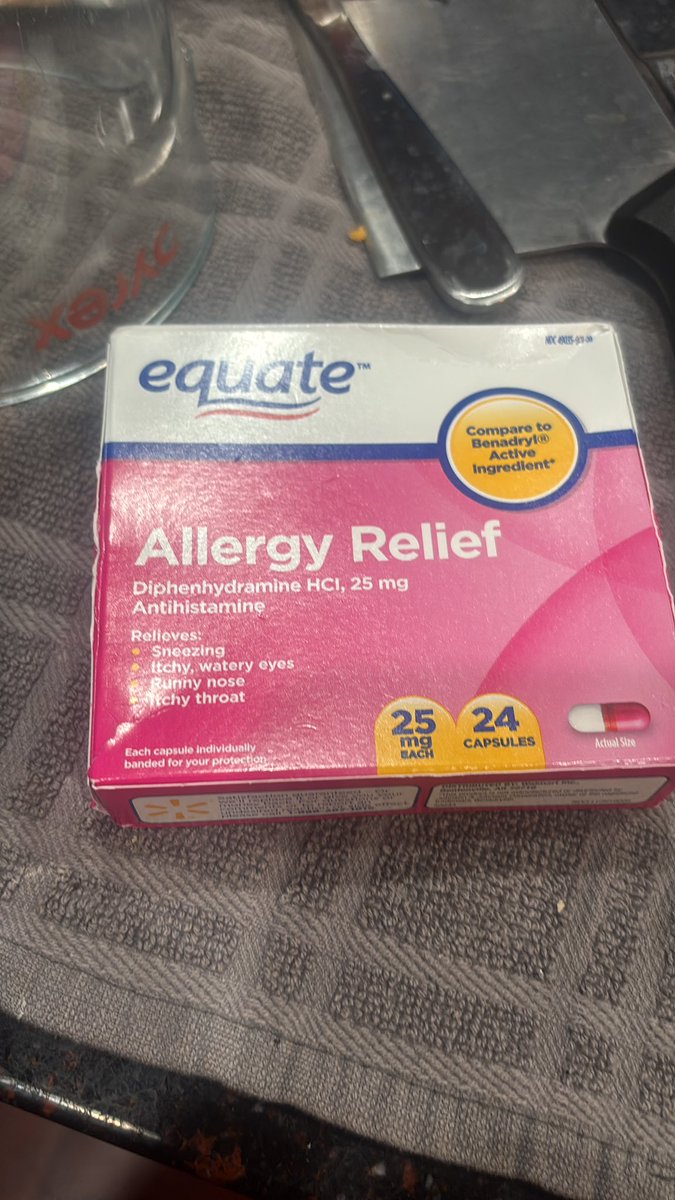 pyrex
equate™
Compare to
Benadryl®
Active
Ingredient*
Allergy Relief
Diphenhydramine HCl, 25 mg
Antihistamine
Relieves:
• Sneezing
• Itchy, watery eyes
• Runny nose
• Itchy throat
25
mg
EACH
24
CAPSULES
Actual Size
Each capsule individually
banded for your protection